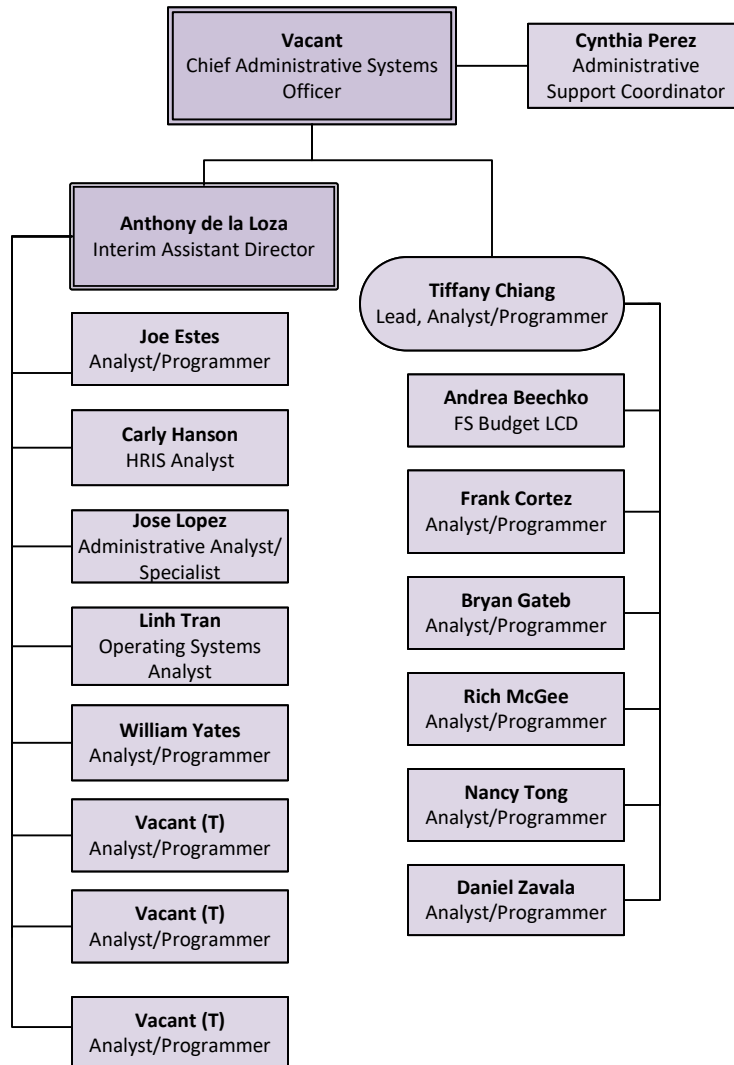 Vacant
Chief Administrative Systems
Officer
Cynthia Perez
Administrative
Support Coordinator
Anthony de la Loza
Interim Assistant Director
Tiffany Chiang
Lead, Analyst/Programmer
Joe Estes
Analyst/Programmer
Carly Hanson
HRIS Analyst
Jose Lopez
Administrative Analyst/
Specialist
Linh Tran
Operating Systems
Analyst
William Yates
Analyst/Programmer
Vacant (T)
Analyst/Programmer
Vacant (T)
Analyst/Programmer
Vacant (T)
Analyst/Programmer
Andrea Beechko
FS Budget LCD
Frank Cortez
Analyst/Programmer
Bryan Gateb
Analyst/Programmer
Rich McGee
Analyst/Programmer
Nancy Tong
Analyst/Programmer
Daniel Zavala
Analyst/Programmer